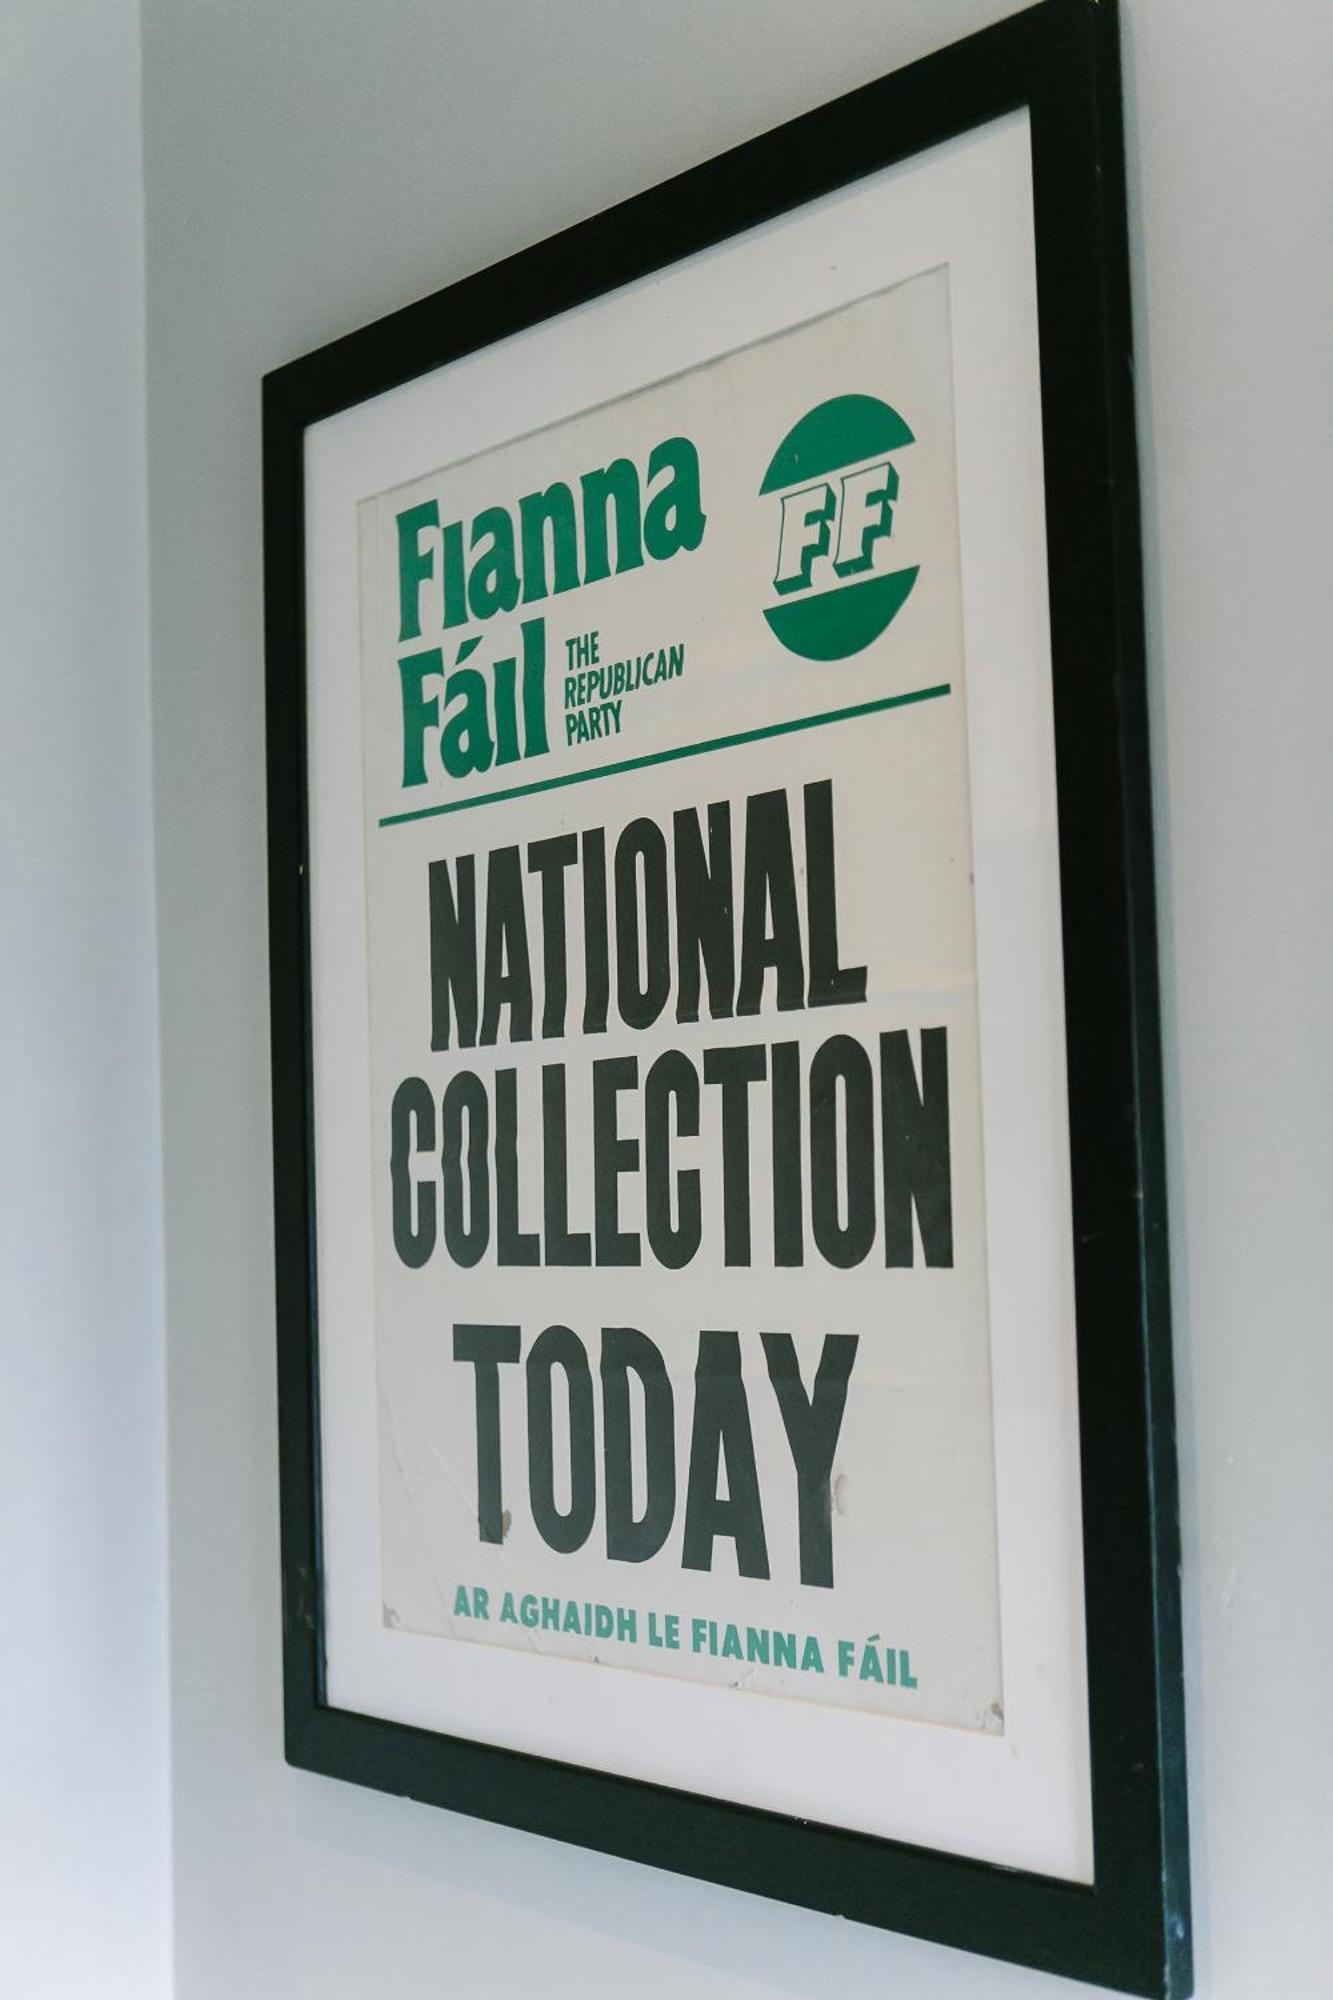 Fianna
Fáil
THE
REPUBLICAN
PARTY
FF
NATIONAL
COLLECTION
TODAY
AR AGHAIDH LE FIANNA FÁIL